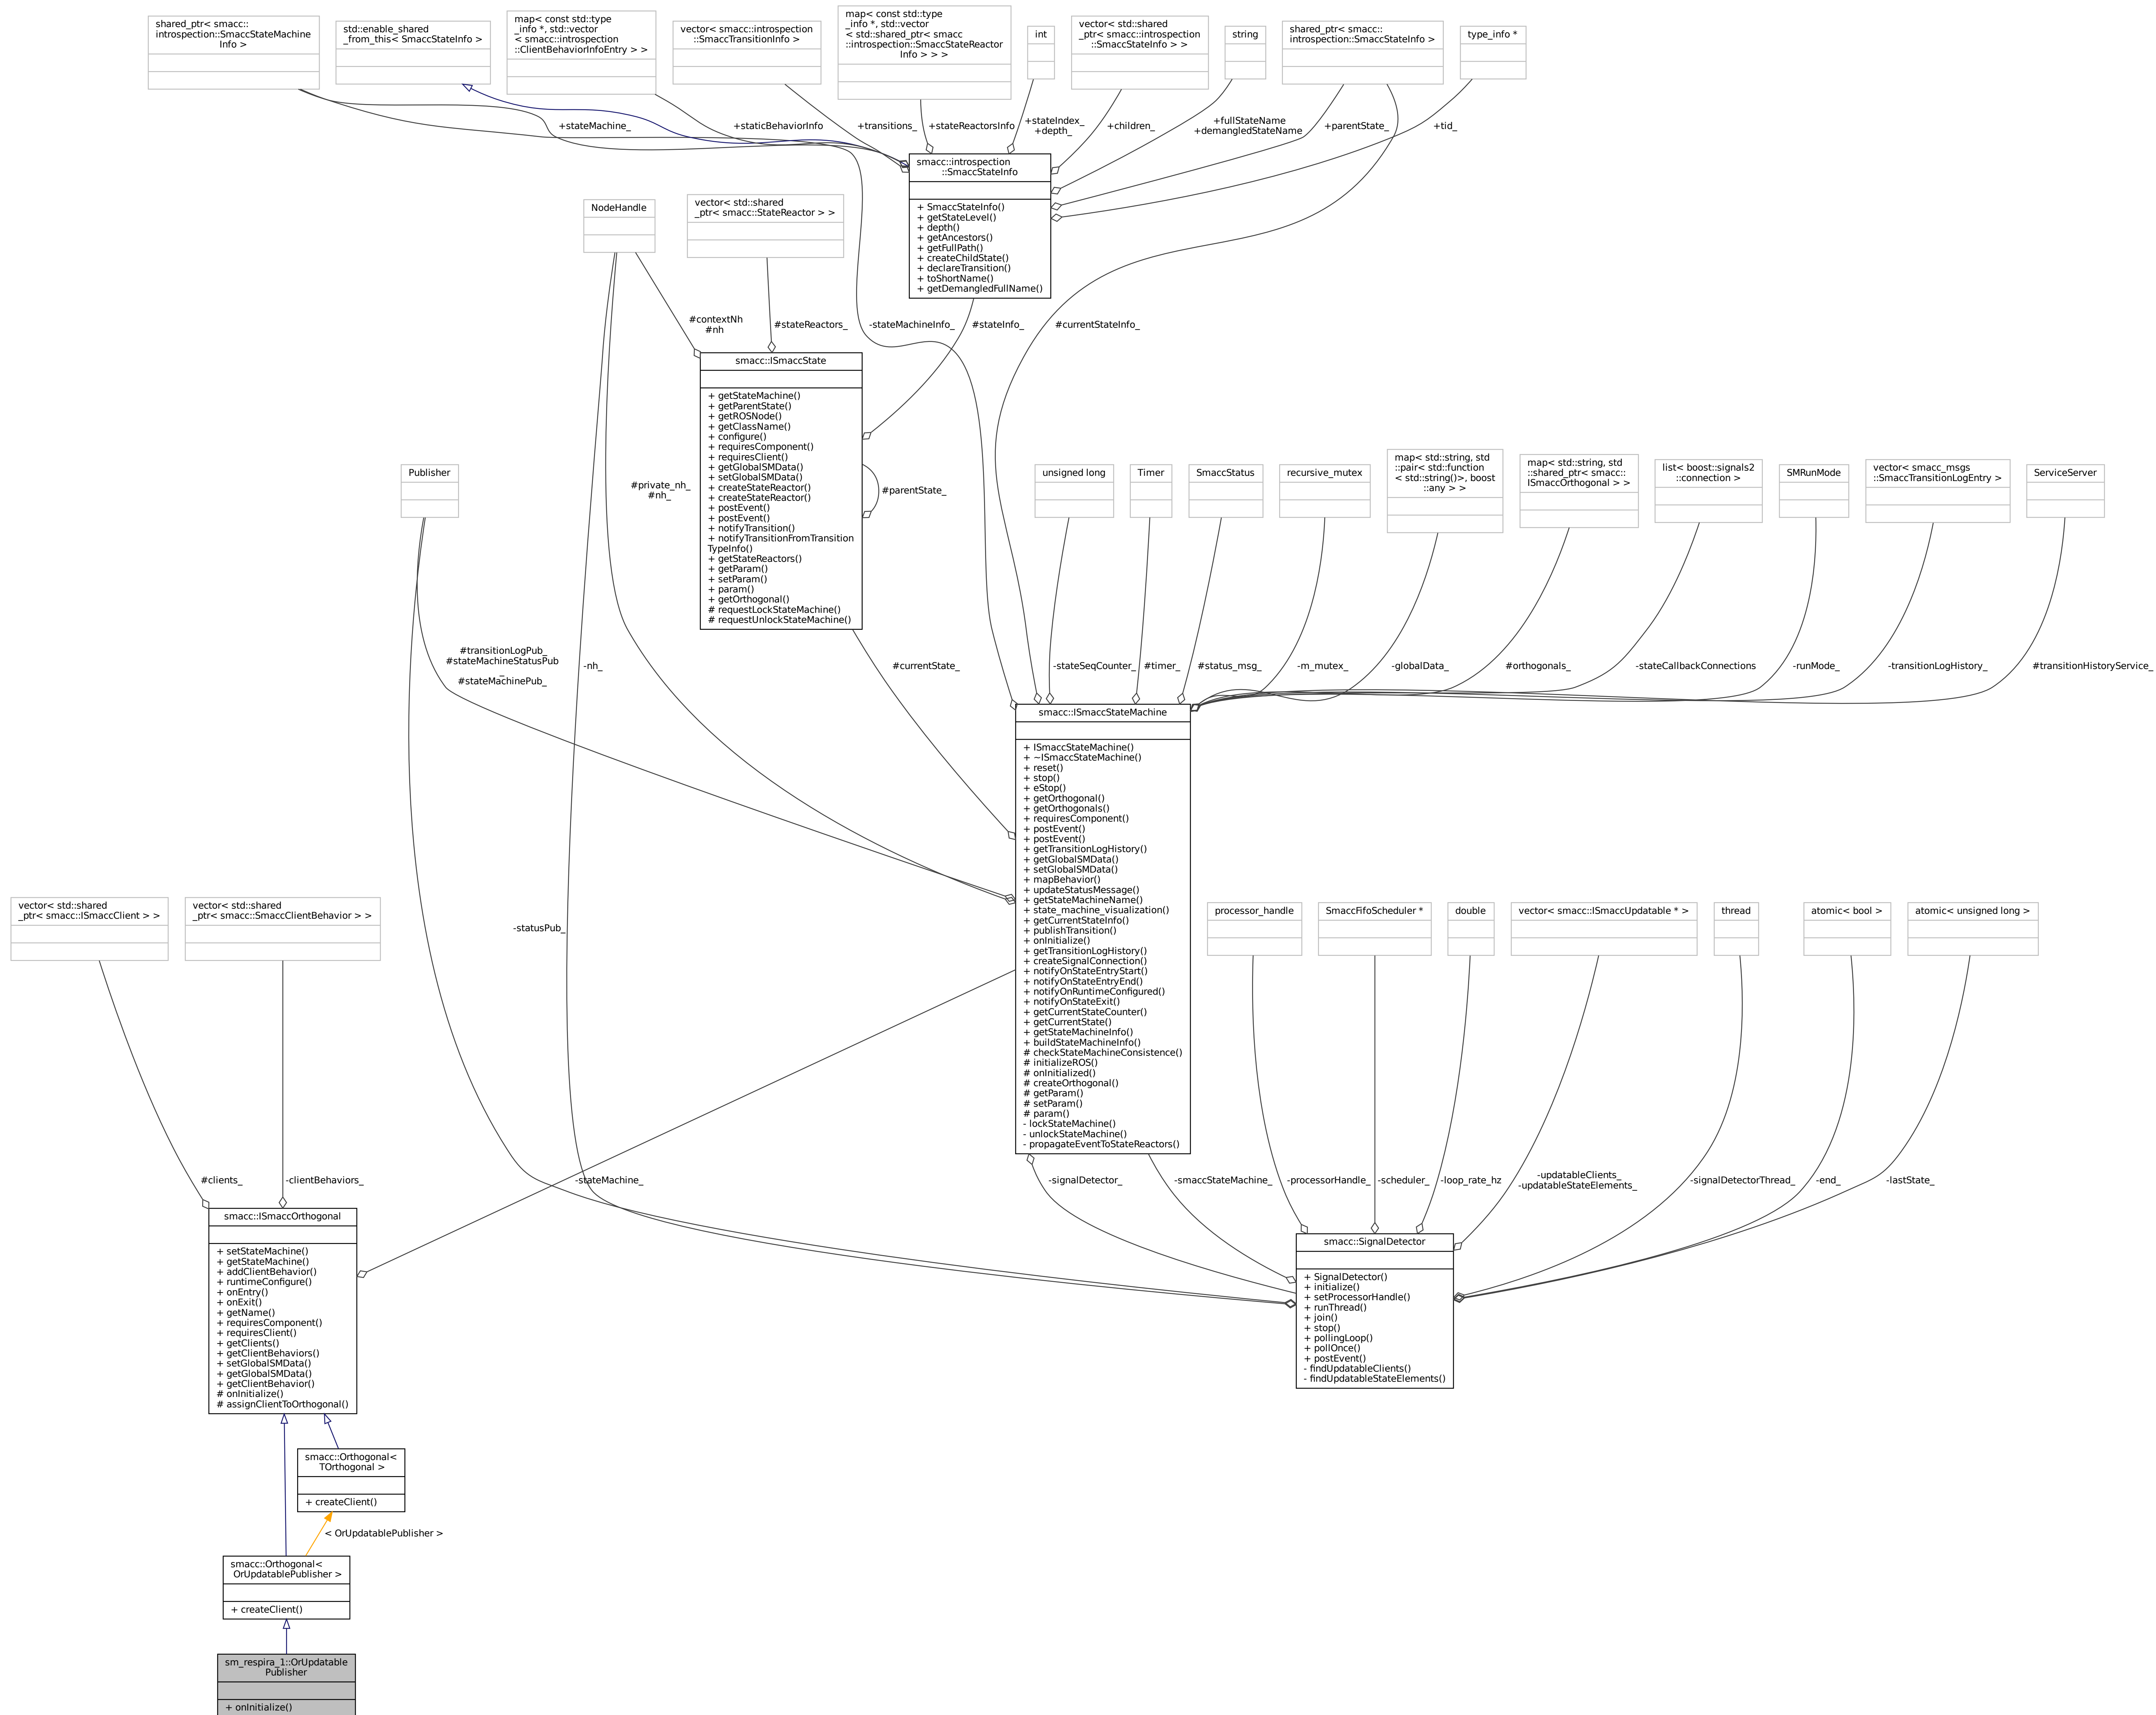 shared_ptr< smacc::
introspection::SmaccStateMachine
Info >
std::enable_shared
_from_this< SmaccStateInfo >
map< const std::type
_info *, std::vector
< smacc::introspection
::ClientBehaviorInfoEntry > >
vector< smacc::introspection
::SmaccTransitionInfo >
map< const std::type
_info *, std::vector
< std::shared_ptr< smacc
::introspection::SmaccStateReactor
Info > > >
int
vector< std::shared
_ptr< smacc::introspection
::SmaccStateInfo > >
string
shared_ptr< smacc::
introspection::SmaccStateInfo >
type_info *
+stateMachine_
+staticBehaviorInfo
+transitions_
+stateReactorsInfo
+stateIndex_
+depth_
+children_
+fullStateName
+demangledStateName
+parentState_
+tid_
smacc::introspection
::SmaccStateInfo
+ SmaccStateInfo()
+ getStateLevel()
+ depth()
+ getAncestors()
+ getFullPath()
+ createChildState()
+ declareTransition()
+ toShortName()
+ getDemangledFullName()
NodeHandle
vector< std::shared
_ptr< smacc::StateReactor > >
#contextNh
#nh
#stateReactors_
-stateMachineInfo_
#stateInfo_
#currentStateInfo_
smacc::ISmaccState
+ getStateMachine()
+ getParentState()
+ getROSNode()
+ getClassName()
+ configure()
+ requiresComponent()
+ requiresClient()
+ getGlobalSMData()
+ setGlobalSMData()
+ createStateReactor()
+ createStateReactor()
+ postEvent()
+ postEvent()
+ notifyTransition()
+ notifyTransitionFromTransition
TypeInfo()
+ getStateReactors()
+ getParam()
+ setParam()
+ param()
+ getOrthogonal()
# requestLockStateMachine()
# requestUnlockStateMachine()
#parentState_
Publisher
#private_nh_
#nh_
unsigned long
Timer
SmaccStatus
recursive_mutex
map< std::string, std
::pair< std::function
< std::string()>, boost
::any > >
map< std::string, std
::shared_ptr< smacc::
ISmaccOrthogonal > >
list< boost::signals2
::connection >
SMRunMode
vector< smacc_msgs
::SmaccTransitionLogEntry >
ServiceServer
#transitionLogPub_
#stateMachineStatusPub
_
#stateMachinePub_
-nh_
#currentState_
-stateSeqCounter_
#timer_
#status_msg_
-m_mutex_
-globalData_
#orthogonals_
-stateCallbackConnections
-runMode_
-transitionLogHistory_
#transitionHistoryService_
smacc::ISmaccStateMachine
+ ISmaccStateMachine()
+ ~ISmaccStateMachine()
+ reset()
+ stop()
+ eStop()
+ getOrthogonal()
+ getOrthogonals()
+ requiresComponent()
+ postEvent()
+ postEvent()
+ getTransitionLogHistory()
+ getGlobalSMData()
+ setGlobalSMData()
+ mapBehavior()
+ updateStatusMessage()
+ getStateMachineName()
+ state_machine_visualization()
+ getCurrentStateInfo()
+ publishTransition()
+ onInitialize()
+ getTransitionLogHistory()
+ createSignalConnection()
+ notifyOnStateEntryStart()
+ notifyOnStateEntryEnd()
+ notifyOnRuntimeConfigured()
+ notifyOnStateExit()
+ getCurrentStateCounter()
+ getCurrentState()
+ getStateMachineInfo()
+ buildStateMachineInfo()
# checkStateMachineConsistence()
# initializeROS()
# onInitialized()
# createOrthogonal()
# getParam()
# setParam()
# param()
- lockStateMachine()
- unlockStateMachine()
- propagateEventToStateReactors()
vector< std::shared
_ptr< smacc::ISmaccClient > >
vector< std::shared
_ptr< smacc::SmaccClientBehavior > >
-statusPub_
processor_handle
SmaccFifoScheduler *
double
vector< smacc::ISmaccUpdatable * >
thread
atomic< bool >
atomic< unsigned long >
#clients_
-clientBehaviors_
-stateMachine_
-signalDetector_
-smaccStateMachine_
-processorHandle_
-scheduler_
-loop_rate_hz
-updatableClients_
-updatableStateElements_
-signalDetectorThread_
-end_
-lastState_
smacc::ISmaccOrthogonal
+ setStateMachine()
+ getStateMachine()
+ addClientBehavior()
+ runtimeConfigure()
+ onEntry()
+ onExit()
+ getName()
+ requiresComponent()
+ requiresClient()
+ getClients()
+ getClientBehaviors()
+ setGlobalSMData()
+ getGlobalSMData()
+ getClientBehavior()
# onInitialize()
# assignClientToOrthogonal()
smacc::SignalDetector
+ SignalDetector()
+ initialize()
+ setProcessorHandle()
+ runThread()
+ join()
+ stop()
+ pollingLoop()
+ pollOnce()
+ postEvent()
- findUpdatableClients()
- findUpdatableStateElements()
smacc::Orthogonal<
TOrthogonal >
+ createClient()
< OrUpdatablePublisher >
smacc::Orthogonal<
OrUpdatablePublisher >
+ createClient()
sm_respira_1::OrUpdatable
Publisher
+ onInitialize()